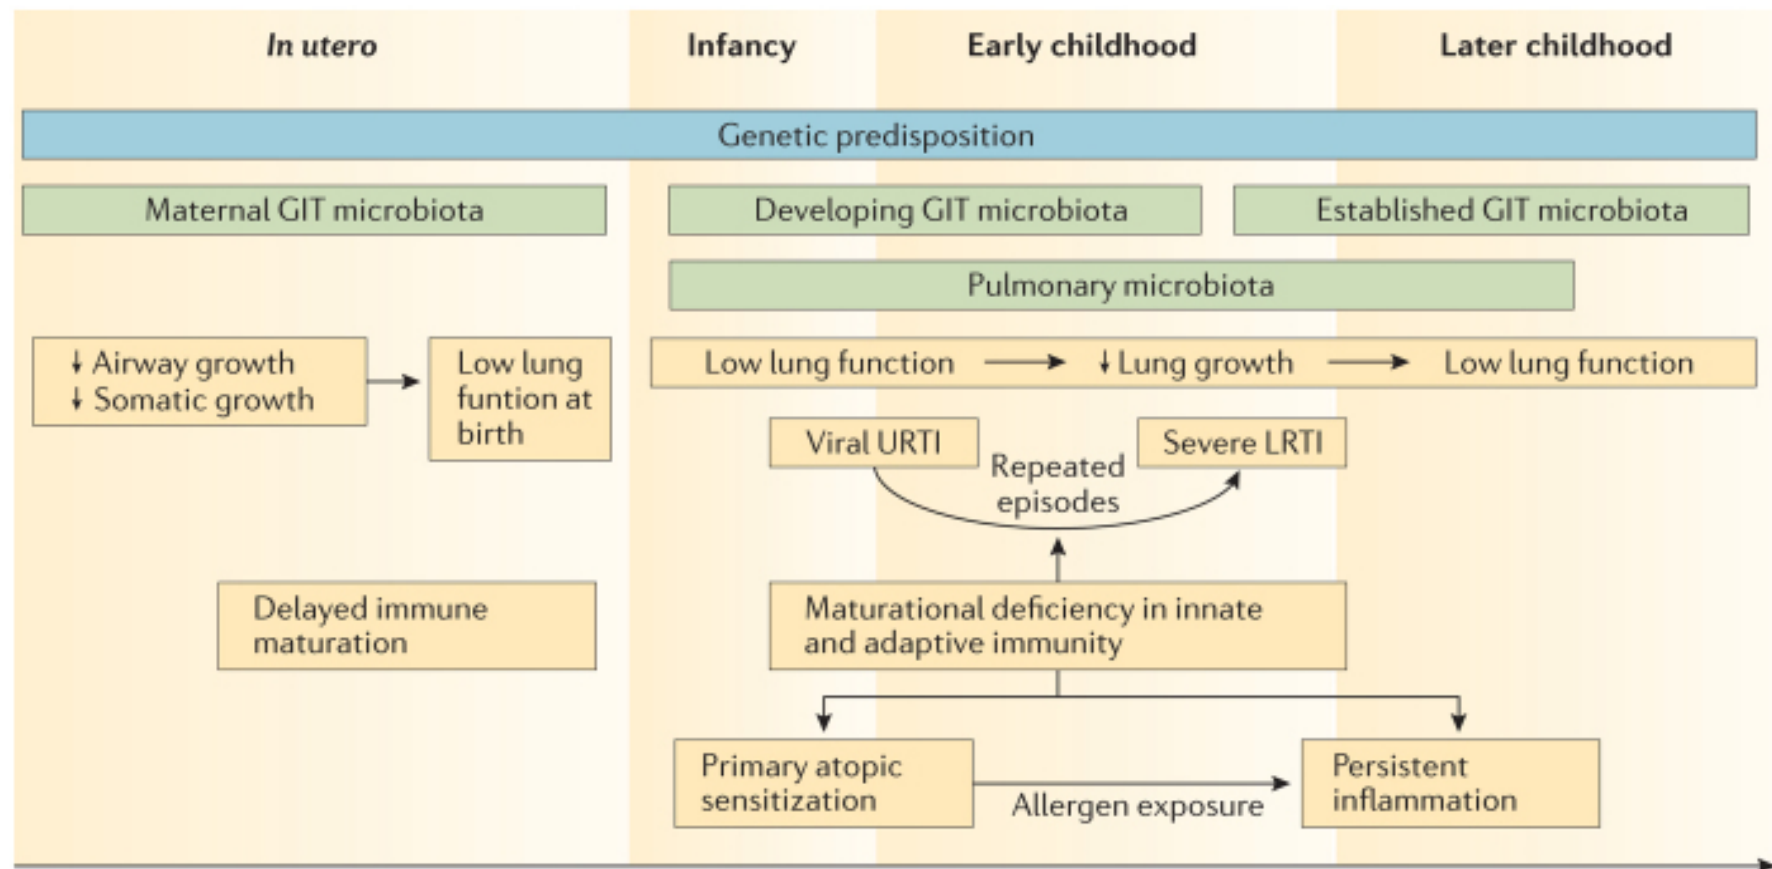 In utero
Infancy
Early childhood
Later childhood
Genetic predisposition
Maternal GIT microbiota
Developing GIT microbiota
Established GIT microbiota
Pulmonary microbiota
↓ Airway growth
↓ Somatic growth
Low lung
funtion at
birth
Low lung function
↓ Lung growth
Low lung function
Viral URTI
Repeated
episodes
Severe LRTI
Delayed immune
maturation
Maturational deficiency in innate
and adaptive immunity
Primary atopic
sensitization
Allergen exposure
Persistent
inflammation